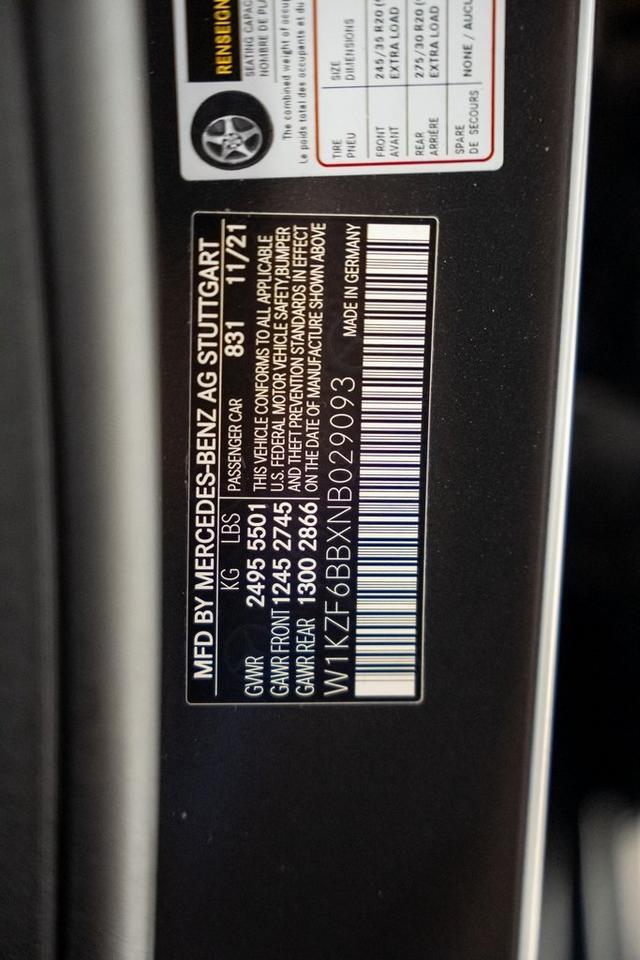 RENSEIGN
SEATING CAPAC
NOMBRE DE PLA
The combined weight of occup
Le poids total des occupants et du
TIRE SIZE
PNEU DIMENSIONS
FRONT 245/35 R20
AVANT EXTRA LOAD
REAR 275/30 R20
ARRIÈRE EXTRA LOAD
SPARE NONE / AUCU
DE SECOURS
MFD BY MERCEDES-BENZ AG STUTTGART
KG LBS PASSENGER CAR 831 11/21
GVWR 2495 5501 THIS VEHICLE CONFORMS TO ALL APPLICABLE
GAWR FRONT 1245 2745 U.S. FEDERAL MOTOR VEHICLE SAFETY,BUMPER
GAWR REAR 1300 2866 AND THEFT PREVENTION STANDARDS IN EFFECT
ON THE DATE OF MANUFACTURE SHOWN ABOVE
W1KZF6BBXNB029093 MADE IN GERMANY